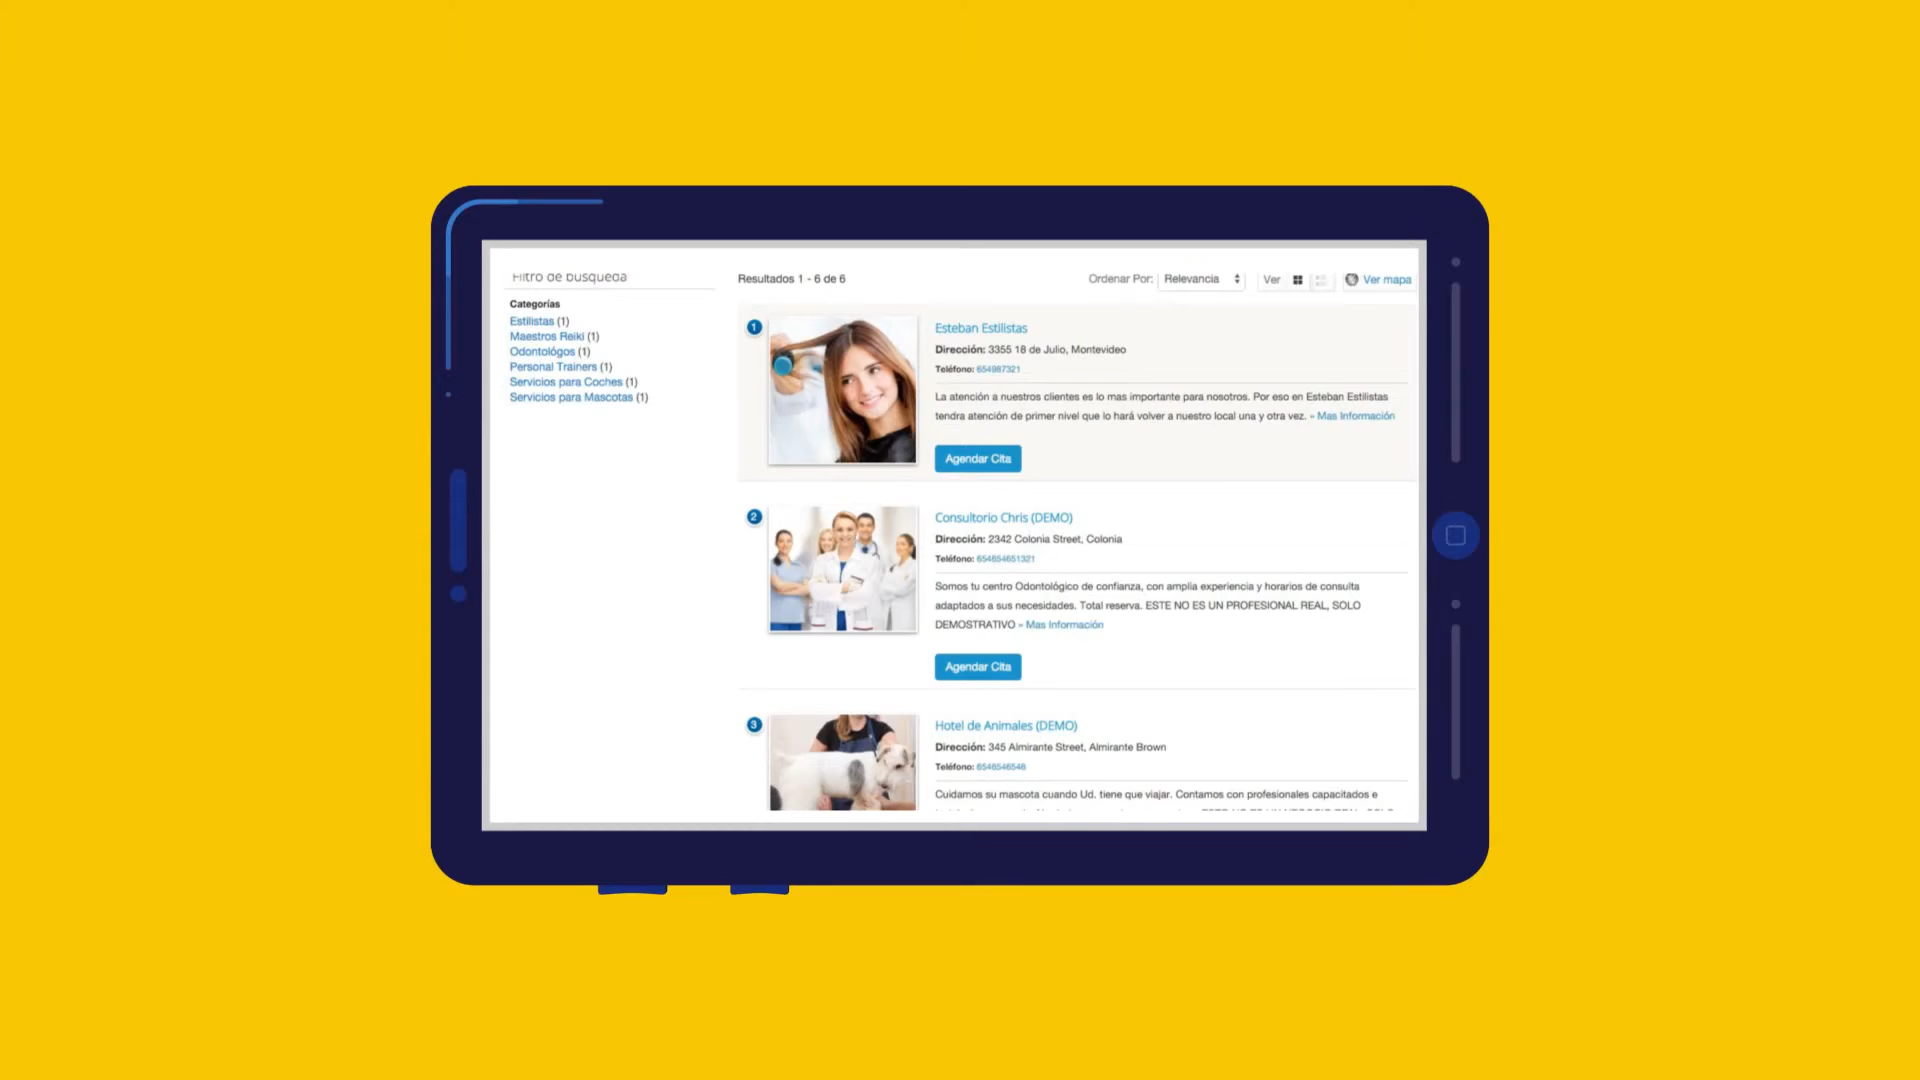 Filtro de búsqueda
Categorías
Estilistas (1)
Maestros Reiki (1)
Odontológos (1)
Personal Trainers (1)
Servicios para Coches (1)
Servicios para Mascotas (1)
Resultados 1 - 6 de 6
Ordenar Por: Relevancia
Ver
Ver mapa
1
Esteban Estilistas
Dirección: 3355 18 de Julio, Montevideo
Teléfono: 654987321
La atención a nuestros clientes es lo mas importante para nosotros. Por eso en Esteban Estilistas
tendra atención de primer nivel que lo hará volver a nuestro local una y otra vez. » Mas Información
Agendar Cita
2
Consultorio Chris (DEMO)
Dirección: 2342 Colonia Street, Colonia
Teléfono: 654654651321
Somos tu centro Odontológico de confianza, con amplia experiencia y horarios de consulta
adaptados a sus necesidades. Total reserva. ESTE NO ES UN PROFESIONAL REAL, SOLO
DEMOSTRATIVO » Mas Información
Agendar Cita
3
Hotel de Animales (DEMO)
Dirección: 345 Almirante Street, Almirante Brown
Teléfono: 6546546546
Cuidamos su mascota cuando Ud. tiene que viajar. Contamos con profesionales capacitados e